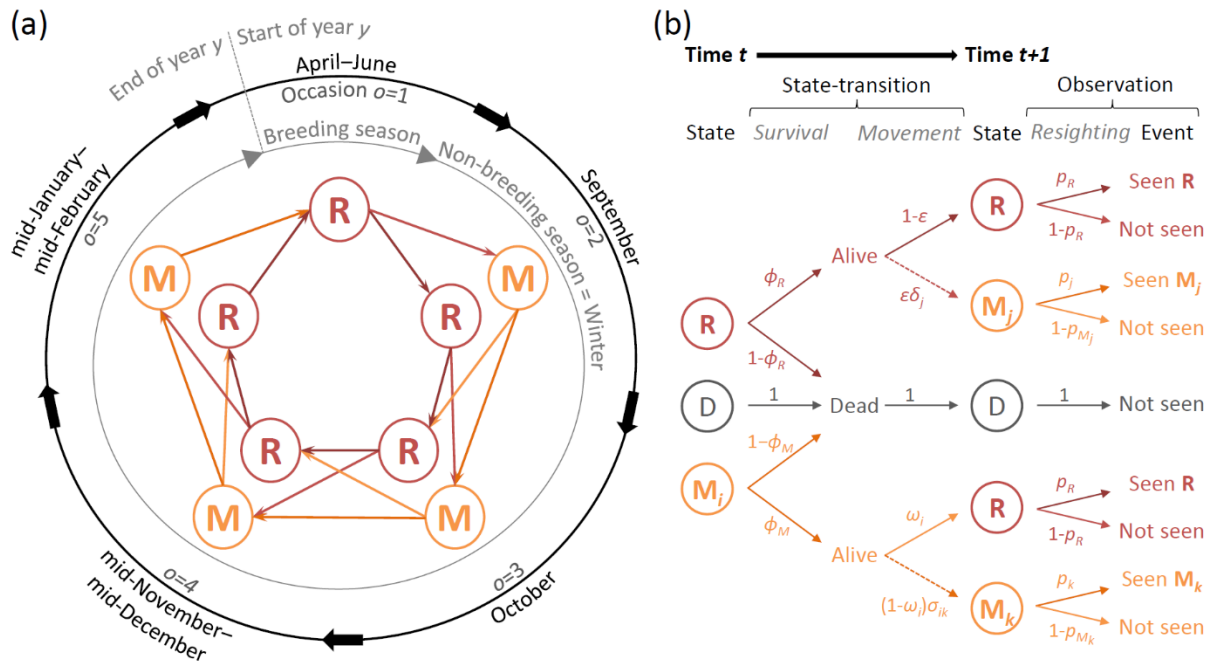 (a)
End of year y
Start of year y
April–June
Occasion o=1
Breeding season
Non-breeding season = Winter
September
o=2
October
o=3
mid-November–
mid-December
o=4
mid-January–
mid-February
o=5
R
M
R
R
M
R
R
M
M
(b)
Time t
Time t+1
State-transition
Observation
State
Survival
Movement
State
Resighting
Event
R
ϕR
Alive
1-ε
R
pR
Seen R
1-pR
Not seen
εδj
Mj
pj
Seen Mj
1-pMj
Not seen
1-ϕR
D
1
Dead
1
D
1
Not seen
Mi
1–ϕM
ϕM
Alive
ωi
R
pR
Seen R
1-pR
Not seen
(1-ωi)σik
Mk
pk
Seen Mk
1-pMk
Not seen